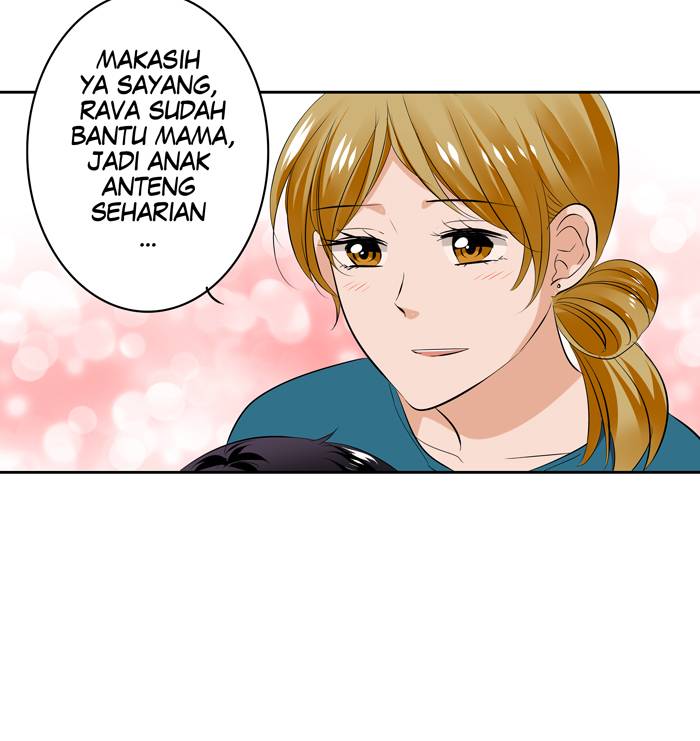 MAKASIH
YA SAYANG,
RAVA SUDAH
BANTU MAMA,
JADI ANAK
ANTENG
SEHARIAN
...